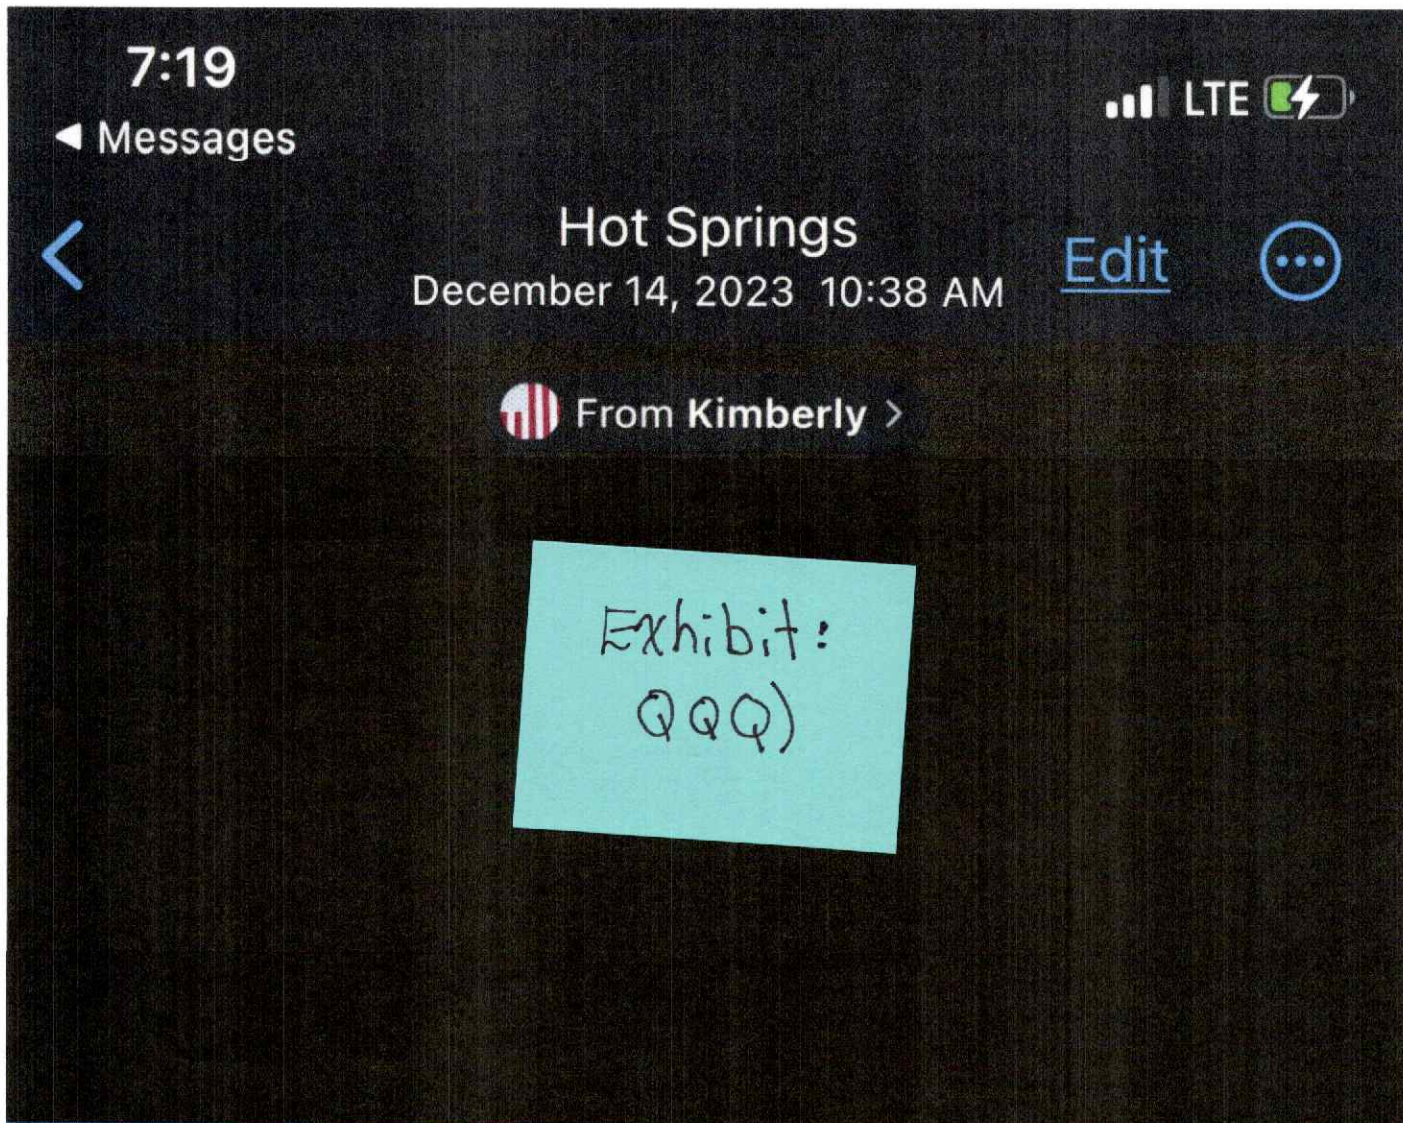 7:19
LTE
Messages
Hot Springs
December 14, 2023 10:38 AM
Edit
From Kimberly
Exhibit:
QQQ)